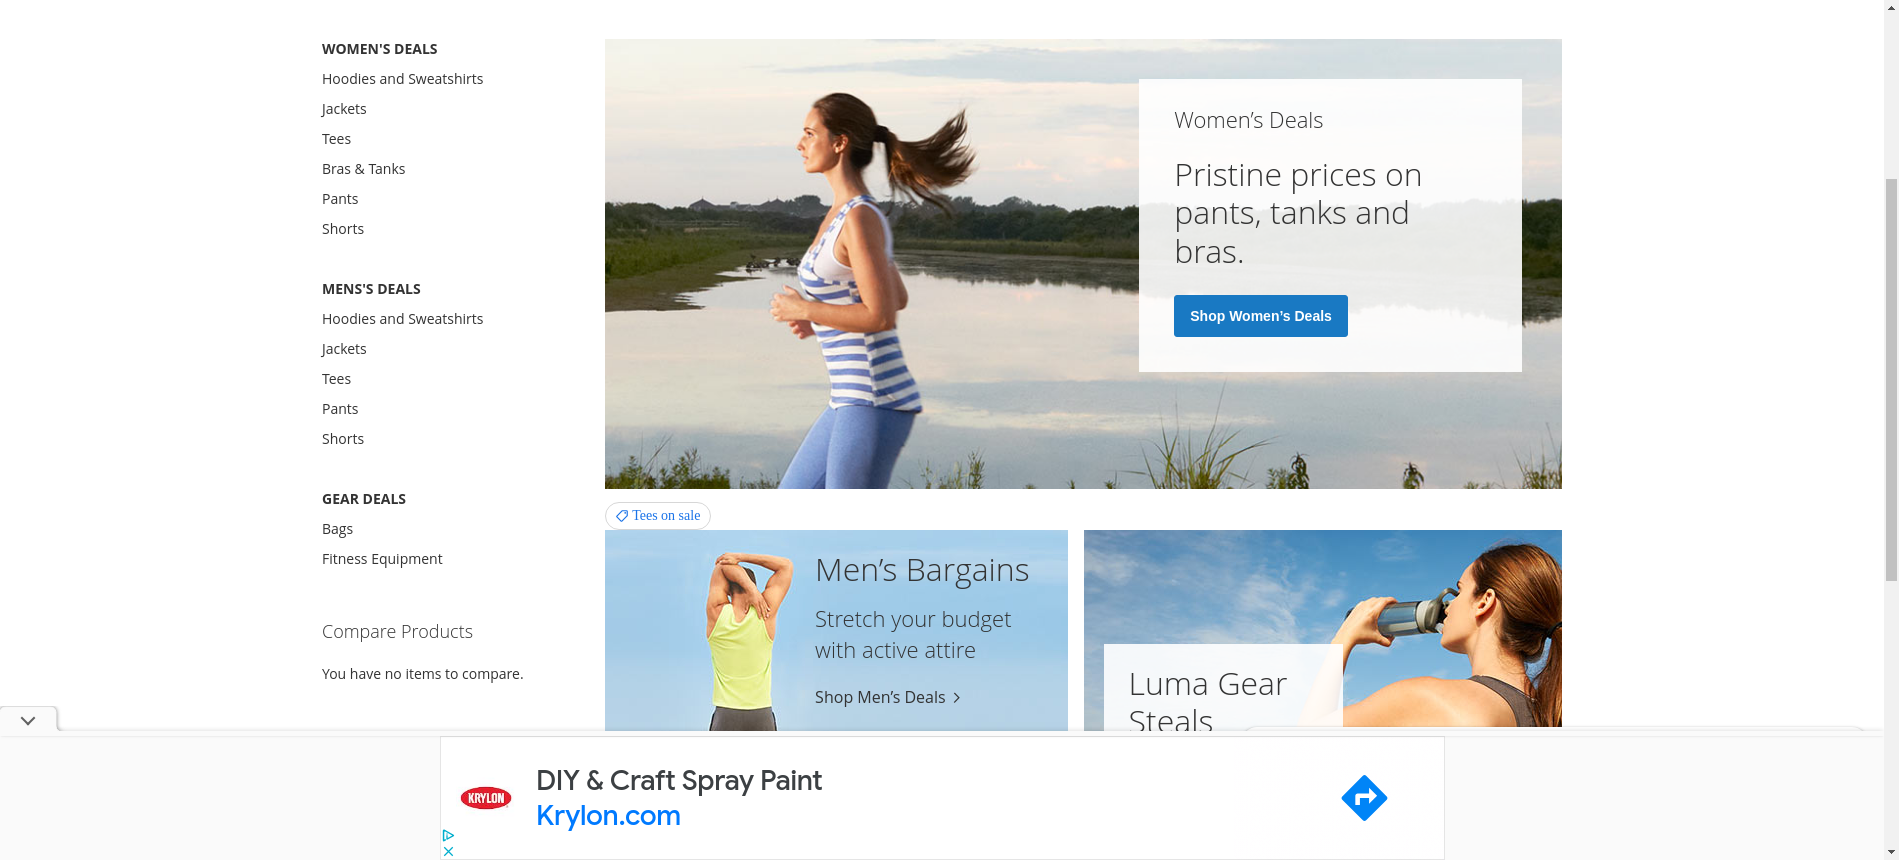 WOMEN'S DEALS
Hoodies and Sweatshirts
Jackets
Tees
Bras & Tanks
Pants
Shorts
MENS'S DEALS
Hoodies and Sweatshirts
Jackets
Tees
Pants
Shorts
GEAR DEALS
Bags
Fitness Equipment
Compare Products
You have no items to compare.
Women’s Deals
Pristine prices on
pants, tanks and
bras.
Shop Women’s Deals
Tees on sale
Men’s Bargains
Stretch your budget
with active attire
Shop Men’s Deals
Luma Gear
Steals
KRYLON
DIY & Craft Spray Paint
Krylon.com